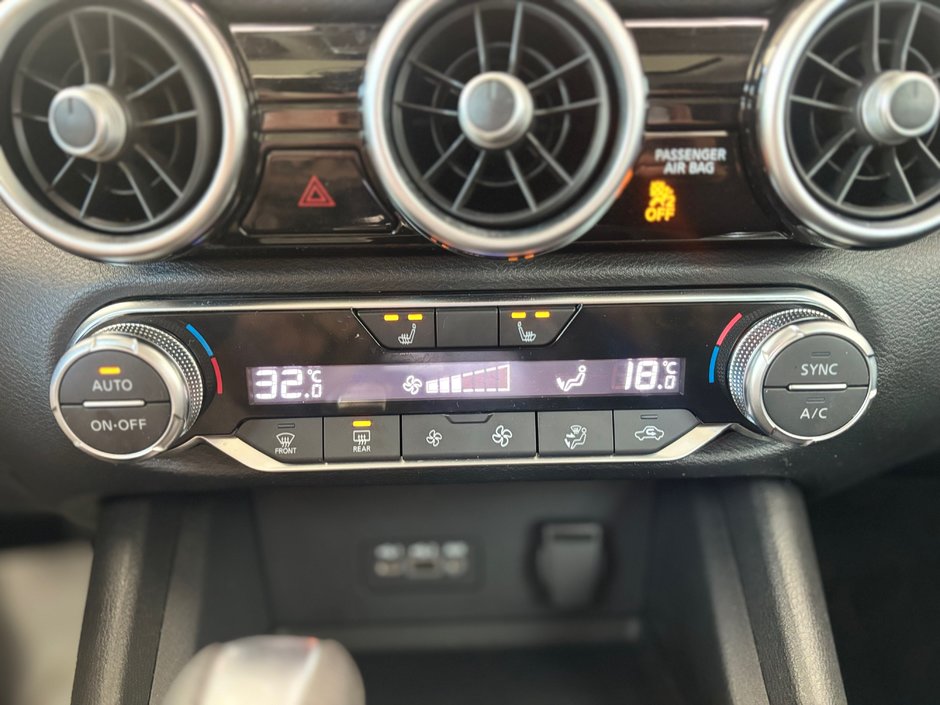 PASSENGER
AIR BAG
OFF
32.0°C
18.0°C
AUTO
ON·OFF
SYNC
A/C
FRONT
REAR